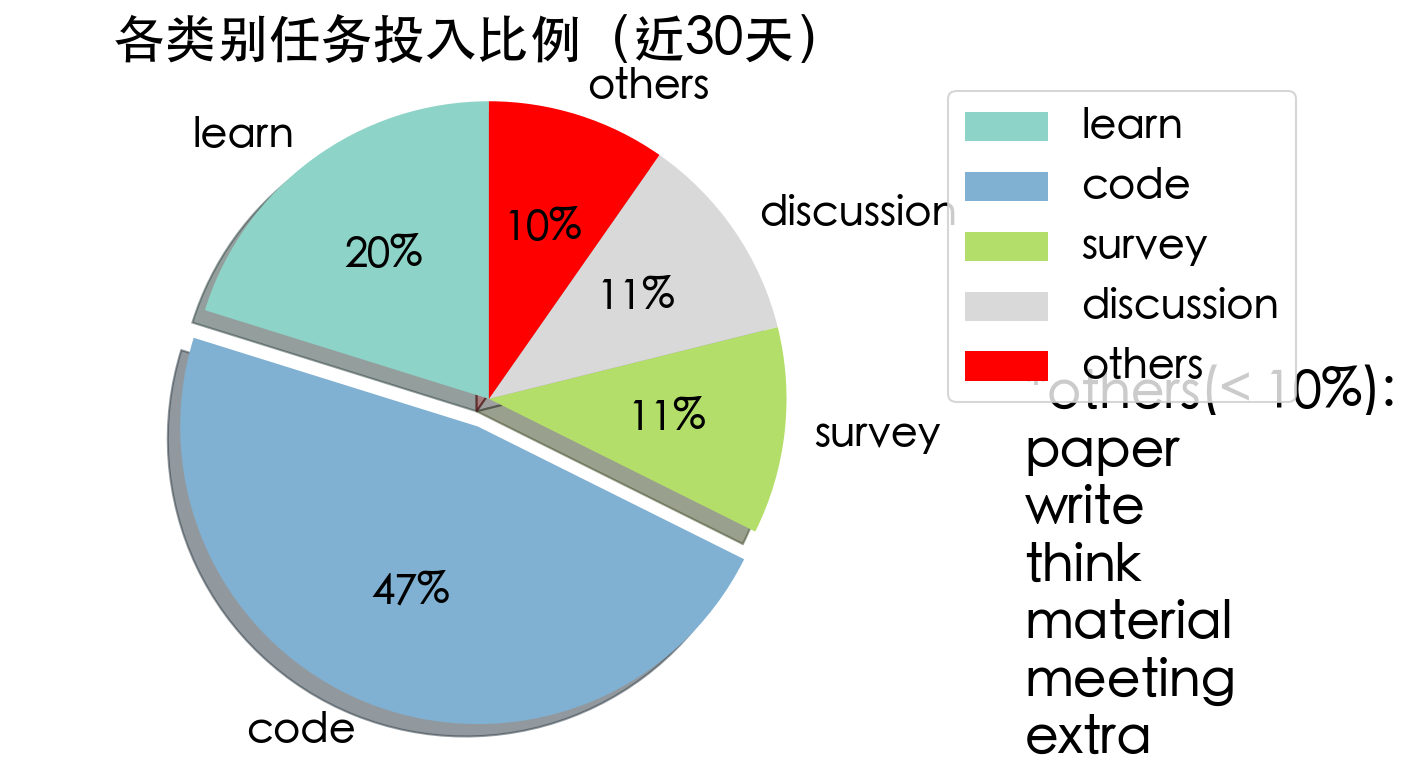 各类别任务投入比例（近30天）
others
learn
discussion
survey
code
20%
10%
11%
11%
47%
learn
code
survey
discussion
others
*others(< 10%):
paper
write
think
material
meeting
extra